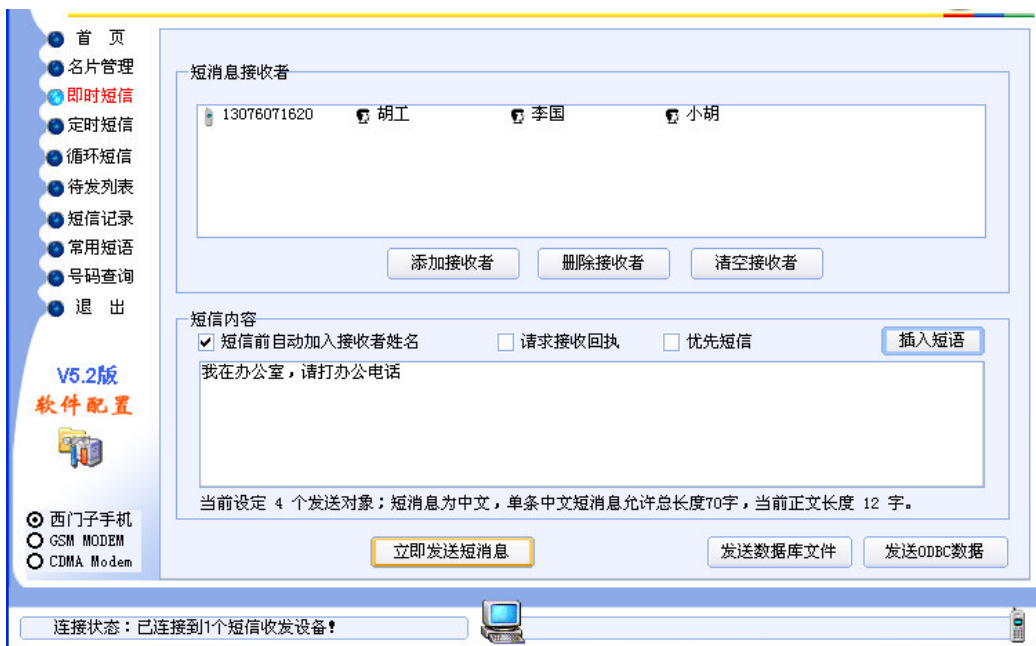 首 页
名片管理
即时短信
定时短信
循环短信
待发列表
短信记录
常用短语
号码查询
退 出
V5.2版
软件配置
西门子手机
GSM MODEM
CDMA Modem
短消息接收者
13076071620 胡工 李国 小胡
添加接收者 删除接收者 清空接收者
短信内容
短信前自动加入接收者姓名 请求接收回执 优先短信 插入短语
我在办公室，请打办公电话
当前设定 4 个发送对象；短消息为中文，单条中文短消息允许总长度70字，当前正文长度 12 字。
立即发送短消息 发送数据库文件 发送ODBC数据
连接状态：已连接到1个短信收发设备！